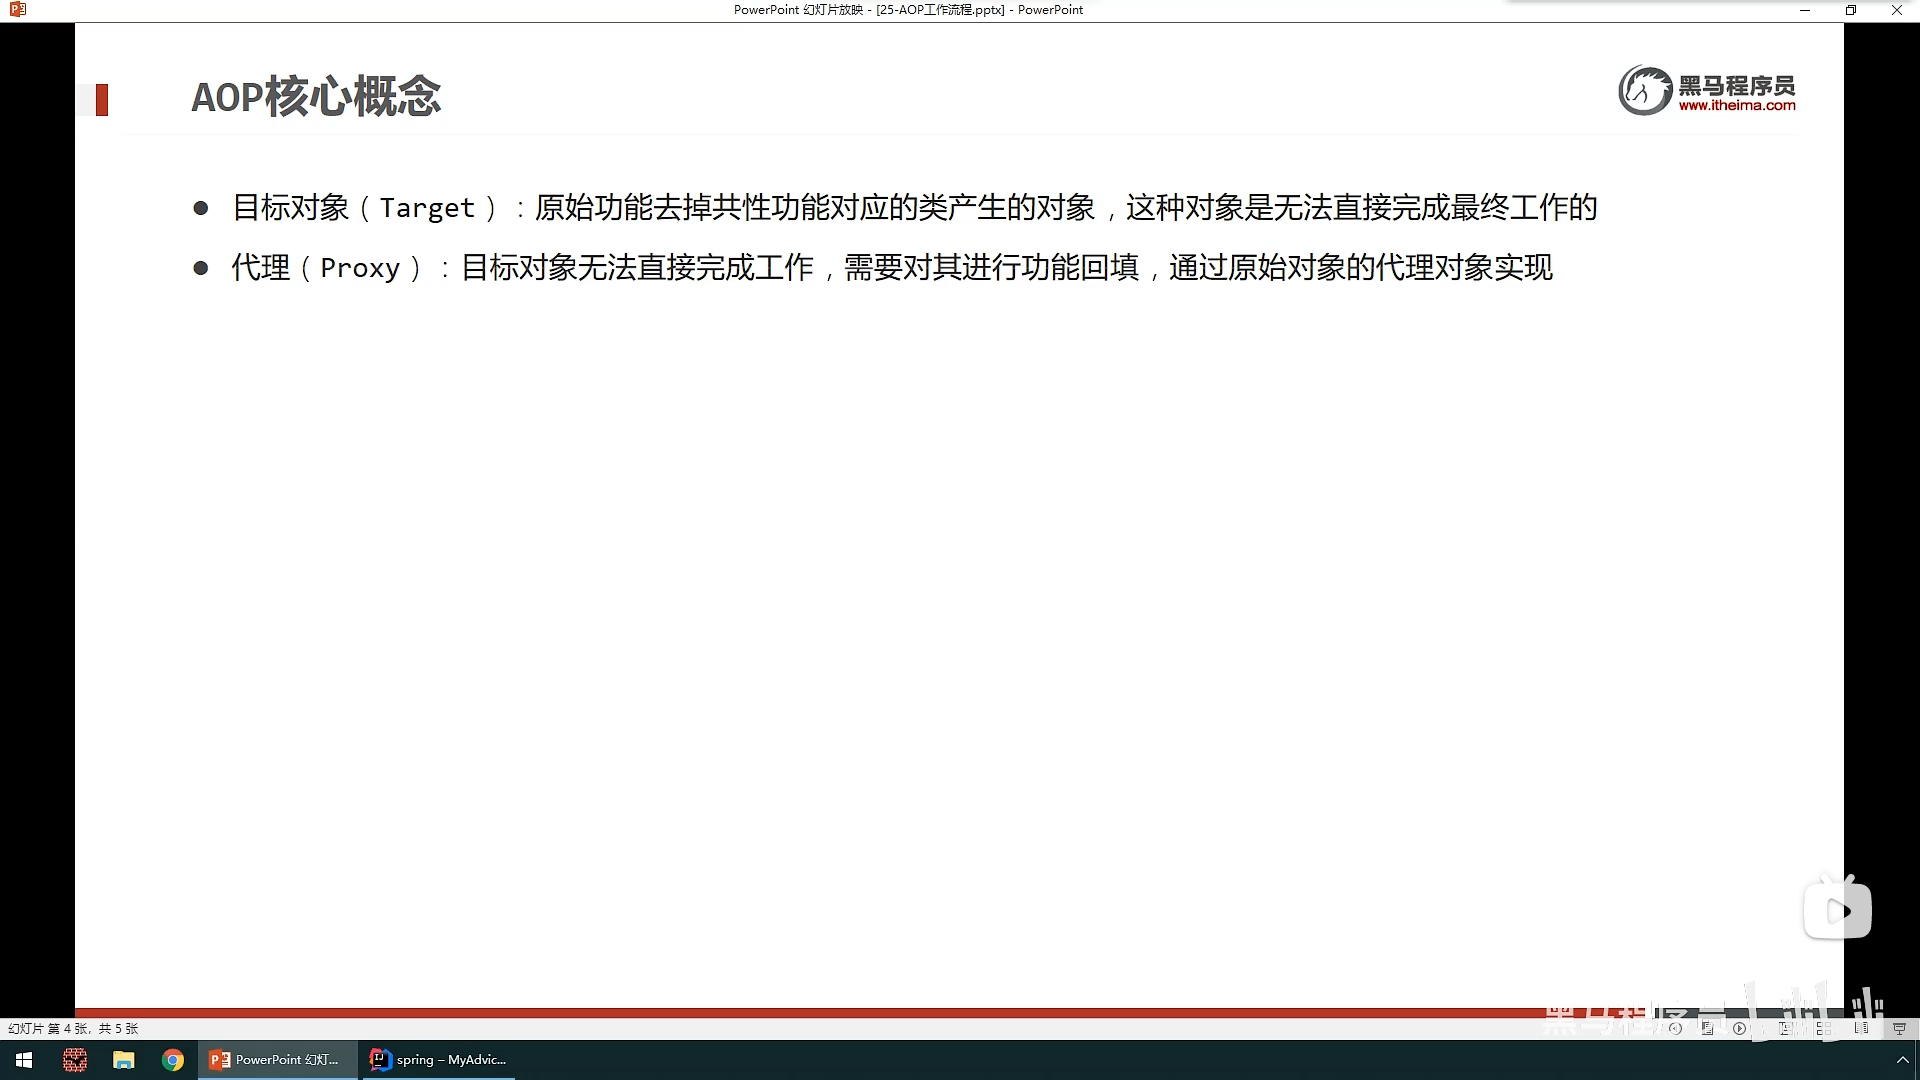 PowerPoint 幻灯片放映 - [25-AOP工作流程.pptx] - PowerPoint
AOP核心概念
黑马程序员
www.itheima.com
● 目标对象（Target）：原始功能去掉共性功能对应的类产生的对象，这种对象是无法直接完成最终工作的
● 代理（Proxy）：目标对象无法直接完成工作，需要对其进行功能回填，通过原始对象的代理对象实现
黑马程序员
幻灯片 第 4 张，共 5 张
PowerPoint 幻灯...
spring – MyAdvic...